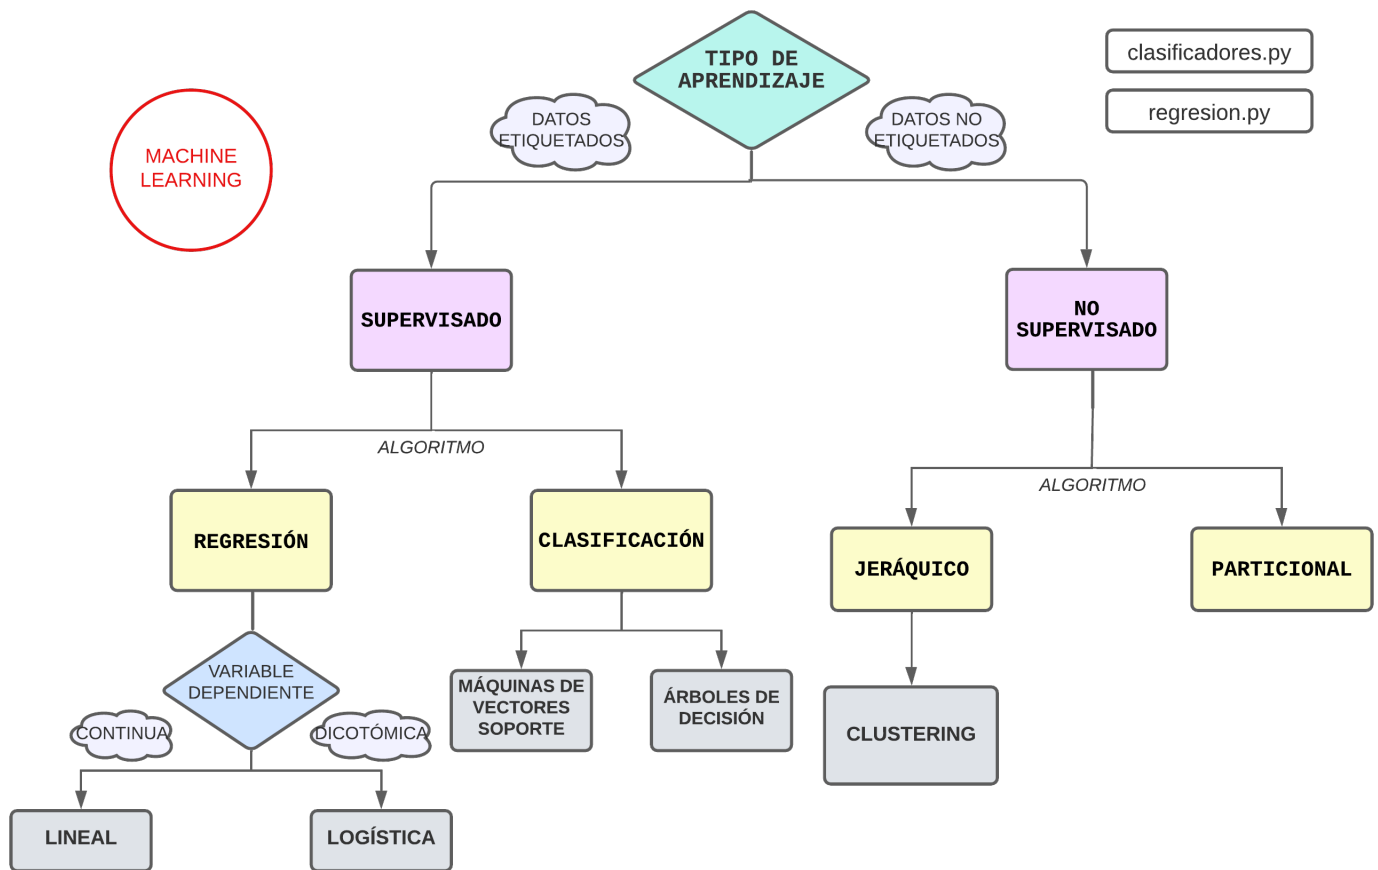 TIPO DE
APRENDIZAJE
clasificadores.py
regresion.py
MACHINE
LEARNING
DATOS
ETIQUETADOS
DATOS NO
ETIQUETADOS
SUPERVISADO
NO
SUPERVISADO
ALGORITMO
ALGORITMO
REGRESIÓN
CLASIFICACIÓN
JERÁQUICO
PARTICIONAL
VARIABLE
DEPENDIENTE
MÁQUINAS DE
VECTORES
SOPORTE
ÁRBOLES DE
DECISIÓN
CLUSTERING
CONTINUA
DICOTÓMICA
LINEAL
LOGÍSTICA